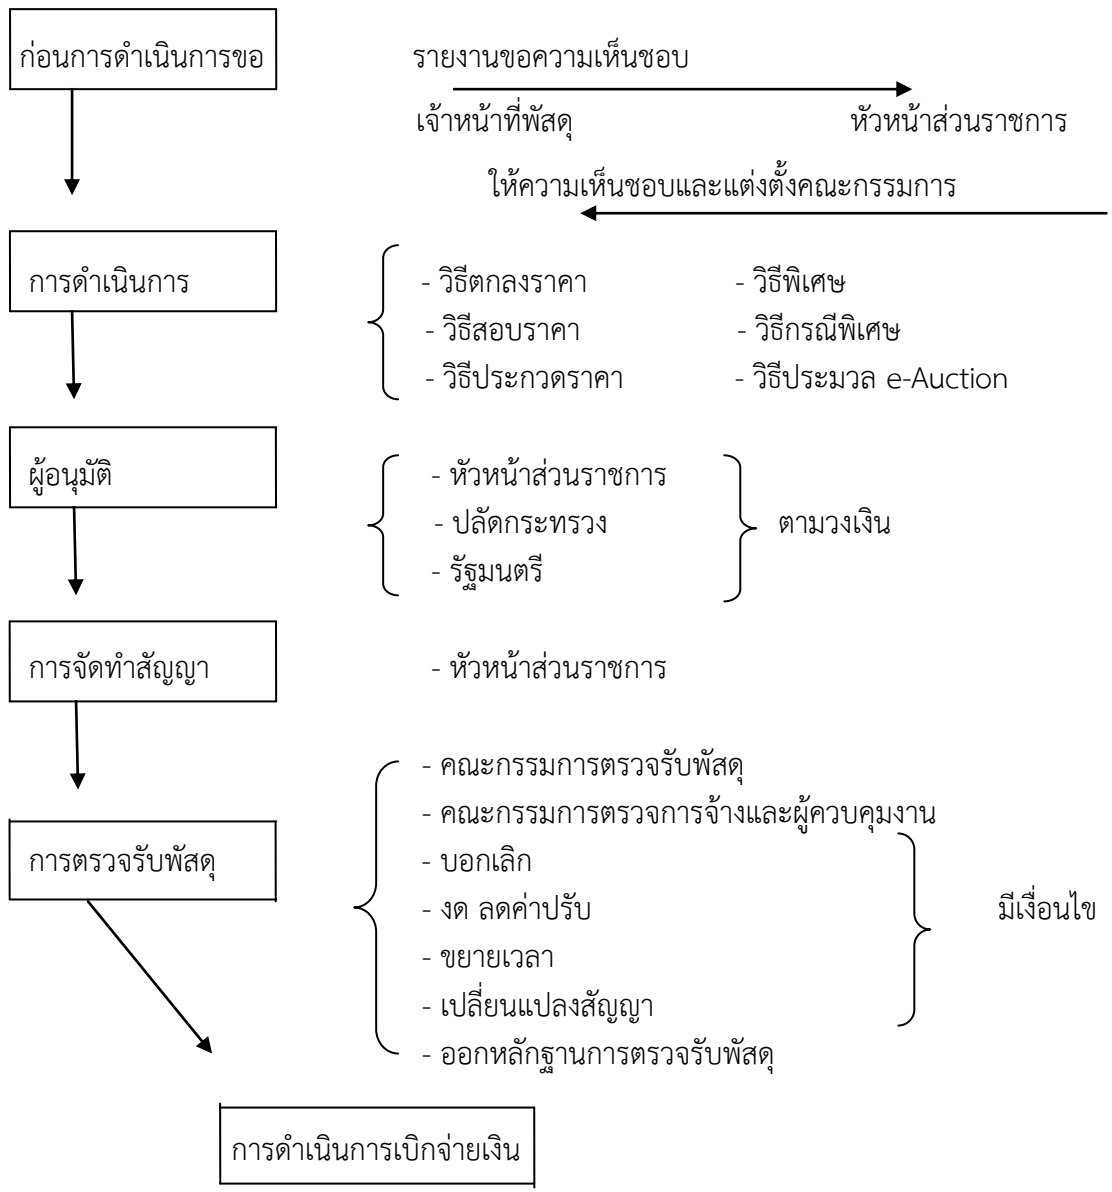 ก่อนการดำเนินการขอ
รายงานขอความเห็นชอบ
เจ้าหน้าที่พัสดุ หัวหน้าส่วนราชการ
ให้ความเห็นชอบและแต่งตั้งคณะกรรมการ
การดำเนินการ
- วิธีตกลงราคา - วิธีพิเศษ
- วิธีสอบราคา - วิธีกรณีพิเศษ
- วิธีประกวดราคา - วิธีประมวล e-Auction
ผู้อนุมัติ
- หัวหน้าส่วนราชการ
- ปลัดกระทรวง ตามวงเงิน
- รัฐมนตรี
การจัดทำสัญญา - หัวหน้าส่วนราชการ
- คณะกรรมการตรวจรับพัสดุ
- คณะกรรมการตรวจการจ้างและผู้ควบคุมงาน
การตรวจรับพัสดุ - บอกเลิก
- งด ลดค่าปรับ มีเงื่อนไข
- ขยายเวลา
- เปลี่ยนแปลงสัญญา
- ออกหลักฐานการตรวจรับพัสดุ
การดำเนินการเบิกจ่ายเงิน